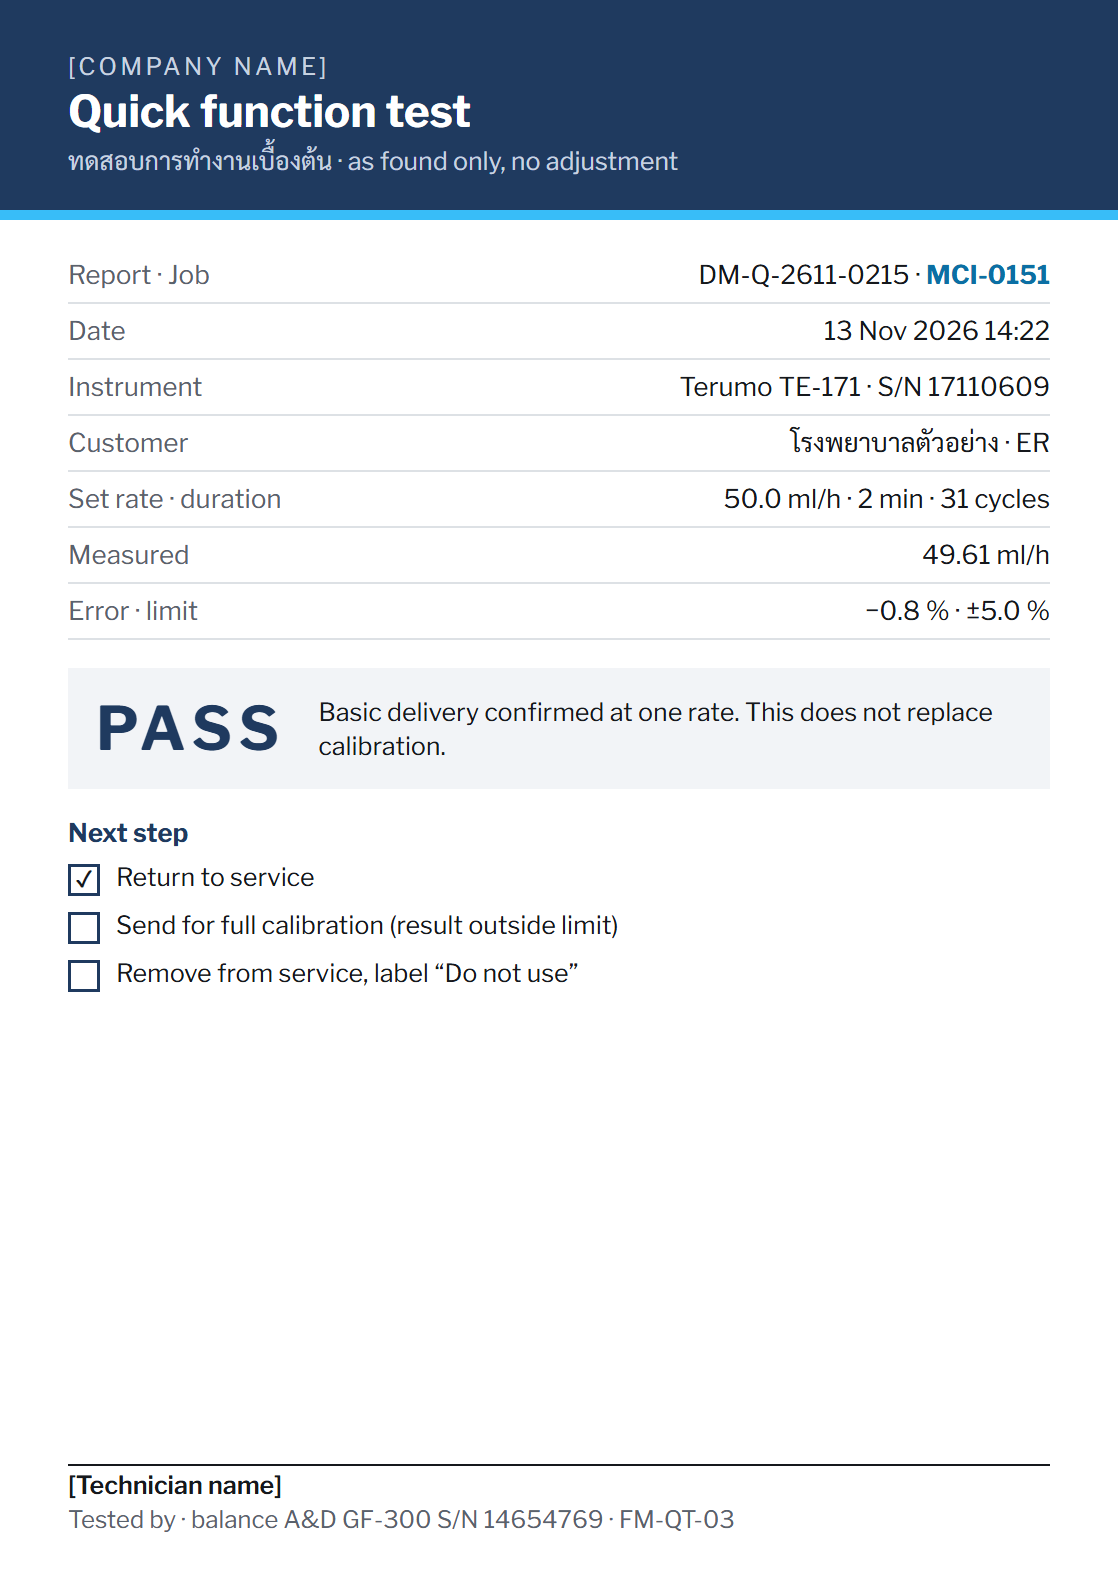 [COMPANY NAME]
Quick function test
ทดสอบการทำงานเบื้องต้น · as found only, no adjustment
Report · Job DM-Q-2611-0215 · MCI-0151
Date 13 Nov 2026 14:22
Instrument Terumo TE-171 · S/N 17110609
Customer โรงพยาบาลตัวอย่าง · ER
Set rate · duration 50.0 ml/h · 2 min · 31 cycles
Measured 49.61 ml/h
Error · limit −0.8 % · ±5.0 %
PASS Basic delivery confirmed at one rate. This does not replace
calibration.
Next step
✓ Return to service
Send for full calibration (result outside limit)
Remove from service, label “Do not use”
[Technician name]
Tested by · balance A&D GF-300 S/N 14654769 · FM-QT-03